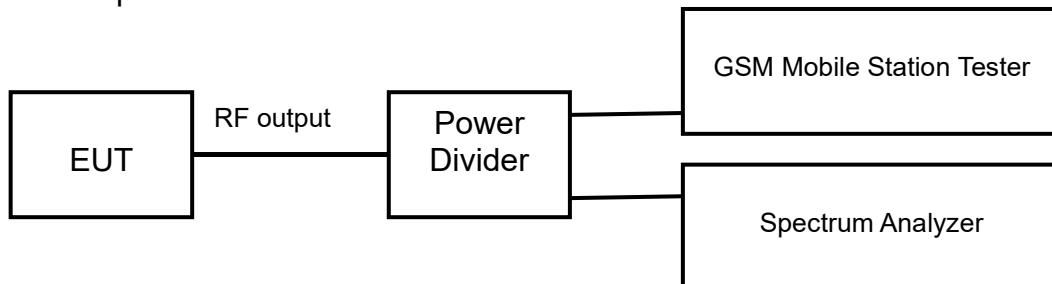 EUT
RF output
Power
Divider
GSM Mobile Station Tester
Spectrum Analyzer